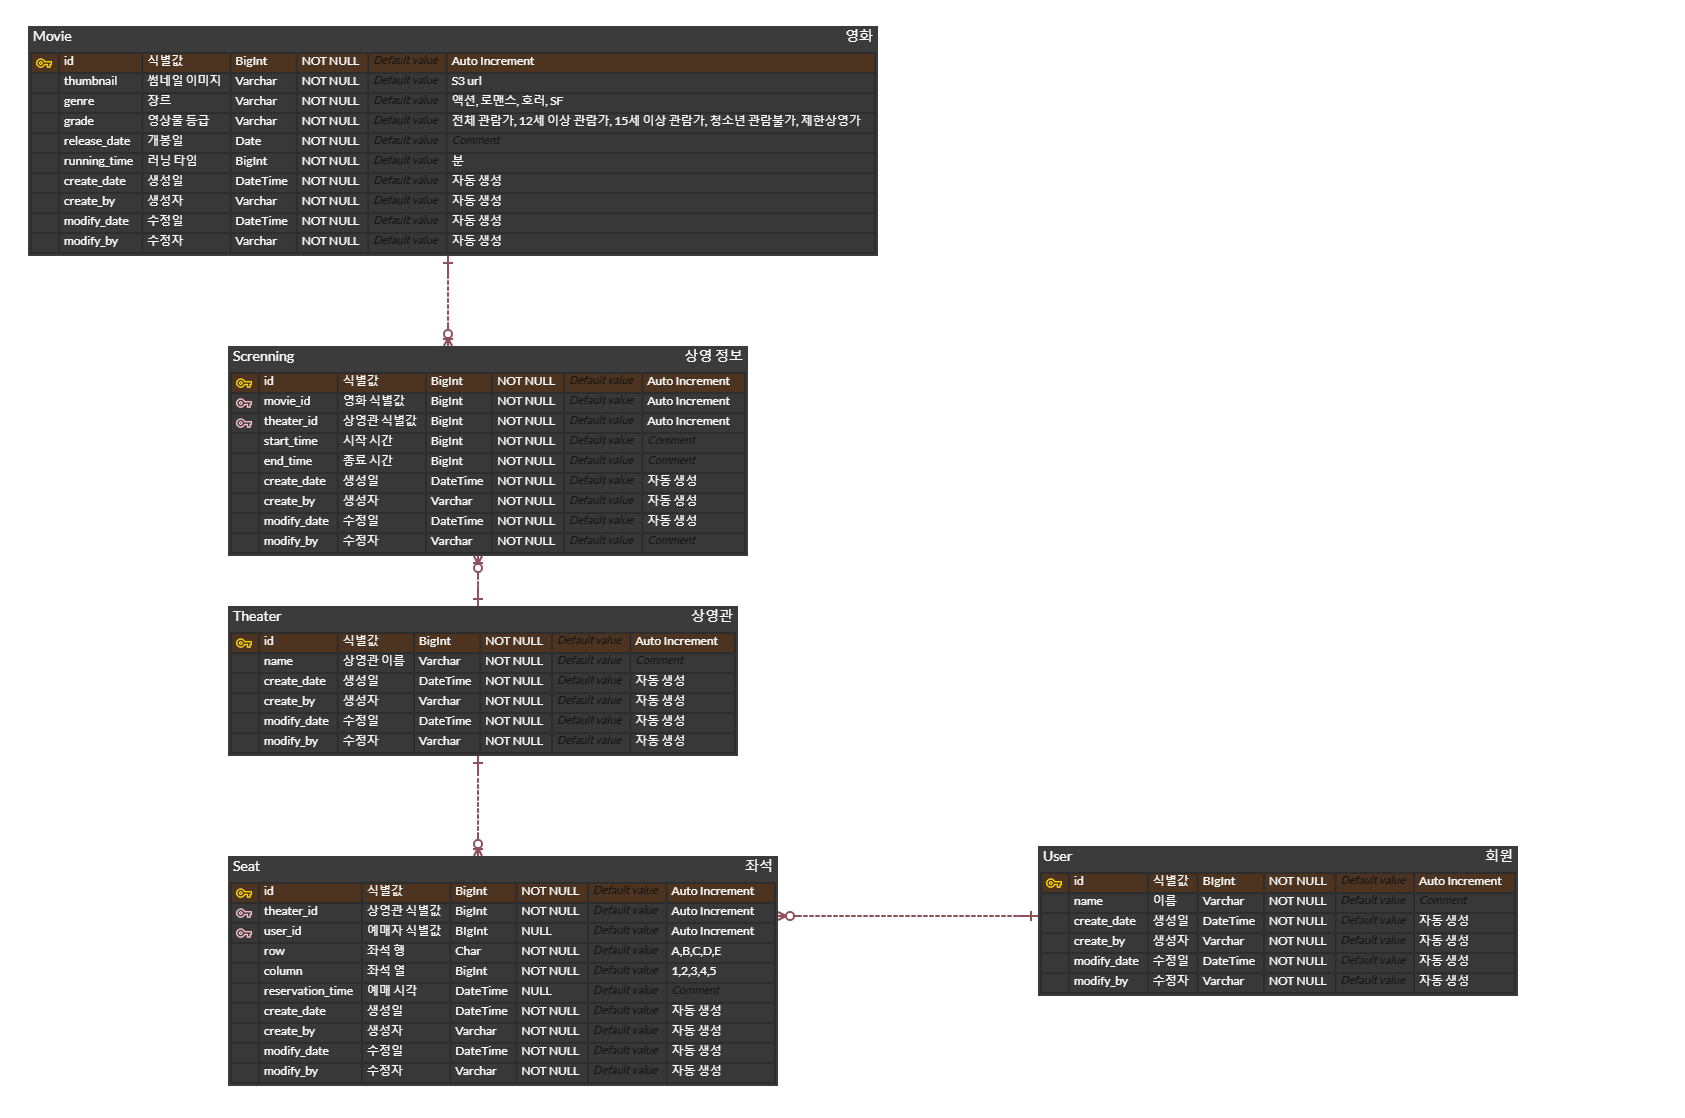 Movie 영화
id 식별값 BigInt NOT NULL Default value Auto Increment
thumbnail 썸네일 이미지 Varchar NOT NULL Default value S3 url
genre 장르 Varchar NOT NULL Default value 액션, 로맨스, 호러, SF
grade 영상물 등급 Varchar NOT NULL Default value 전체 관람가, 12세 이상 관람가, 15세 이상 관람가, 청소년 관람불가, 제한상영가
release_date 개봉일 Date NOT NULL Default value Comment
running_time 러닝 타임 BigInt NOT NULL Default value 분
create_date 생성일 DateTime NOT NULL Default value 자동 생성
create_by 생성자 Varchar NOT NULL Default value 자동 생성
modify_date 수정일 DateTime NOT NULL Default value 자동 생성
modify_by 수정자 Varchar NOT NULL Default value 자동 생성
Screnning 상영 정보
id 식별값 BigInt NOT NULL Default value Auto Increment
movie_id 영화 식별값 BigInt NOT NULL Default value Auto Increment
theater_id 상영관 식별값 BigInt NOT NULL Default value Auto Increment
start_time 시작 시간 BigInt NOT NULL Default value Comment
end_time 종료 시간 BigInt NOT NULL Default value Comment
create_date 생성일 DateTime NOT NULL Default value 자동 생성
create_by 생성자 Varchar NOT NULL Default value 자동 생성
modify_date 수정일 DateTime NOT NULL Default value 자동 생성
modify_by 수정자 Varchar NOT NULL Default value Comment
Theater 상영관
id 식별값 BigInt NOT NULL Default value Auto Increment
name 상영관 이름 Varchar NOT NULL Default value Comment
create_date 생성일 DateTime NOT NULL Default value 자동 생성
create_by 생성자 Varchar NOT NULL Default value 자동 생성
modify_date 수정일 DateTime NOT NULL Default value 자동 생성
modify_by 수정자 Varchar NOT NULL Default value 자동 생성
Seat 좌석
id 식별값 BigInt NOT NULL Default value Auto Increment
theater_id 상영관 식별값 BigInt NOT NULL Default value Auto Increment
user_id 예매자 식별값 BIgInt NULL Default value Auto Increment
row 좌석 행 Char NOT NULL Default value A,B,C,D,E
column 좌석 열 BigInt NOT NULL Default value 1,2,3,4,5
reservation_time 예매 시각 DateTime NULL Default value Comment
create_date 생성일 DateTime NOT NULL Default value 자동 생성
create_by 생성자 Varchar NOT NULL Default value 자동 생성
modify_date 수정일 DateTime NOT NULL Default value 자동 생성
modify_by 수정자 Varchar NOT NULL Default value 자동 생성
User 회원
id 식별값 BIgInt NOT NULL Default value Auto Increment
name 이름 Varchar NOT NULL Default value Comment
create_date 생성일 DateTime NOT NULL Default value 자동 생성
create_by 생성자 Varchar NOT NULL Default value 자동 생성
modify_date 수정일 DateTime NOT NULL Default value 자동 생성
modify_by 수정자 Varchar NOT NULL Default value 자동 생성